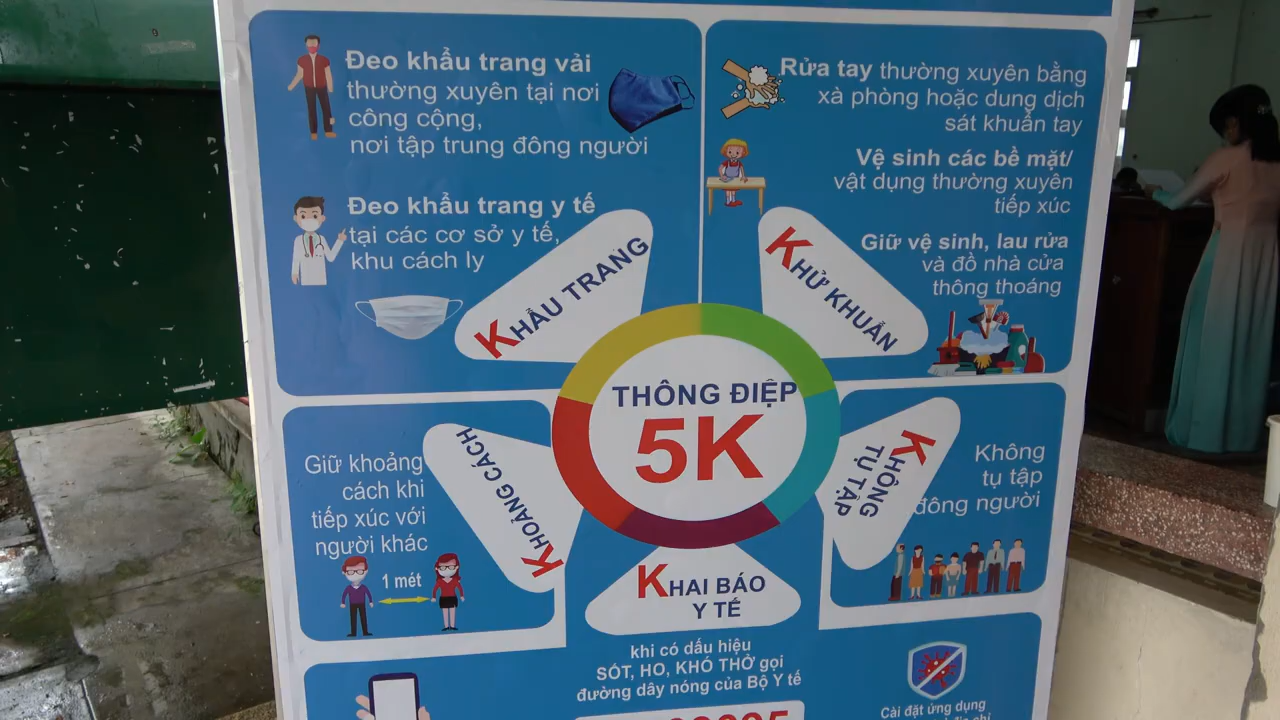 Đeo khẩu trang vải
thường xuyên tại nơi
công cộng,
nơi tập trung đông người
Đeo khẩu trang y tế
tại các cơ sở y tế,
khu cách ly
KHẨU TRANG
Rửa tay thường xuyên bằng
xà phòng hoặc dung dịch
sát khuẩn tay
Vệ sinh các bề mặt/
vật dụng thường xuyên
tiếp xúc
Giữ vệ sinh, lau rửa
và đồ nhà cửa
thông thoáng
KHỬ KHUẨN
THÔNG ĐIỆP
5K
Giữ khoảng
cách khi
tiếp xúc với
người khác
1 mét
KHOẢNG CÁCH
KHÔNG
TỤ TẬP
Không
tụ tập
đông người
KHAI BÁO
Y TẾ
khi có dấu hiệu
SÓT, HO, KHÓ THỞ gọi
đường dây nóng của Bộ Y tế
Cài đặt ứng dụng